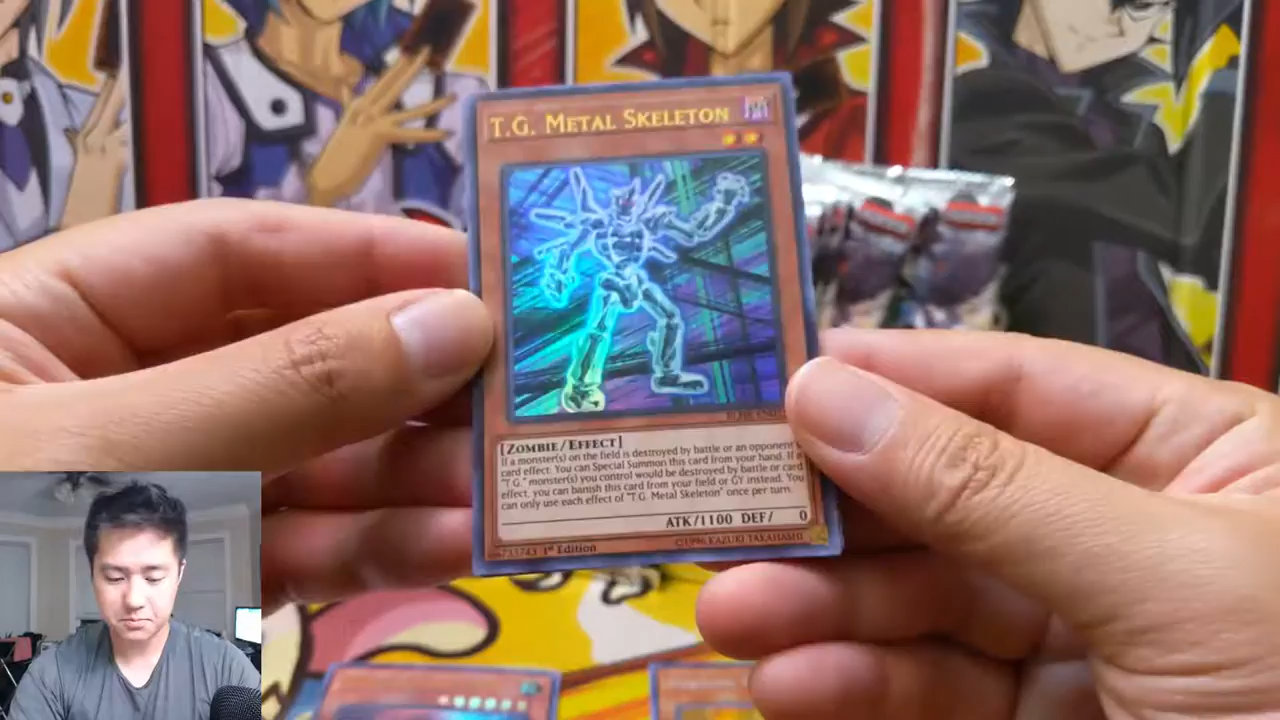 T.G. METAL SKELETON
[ZOMBIE/EFFECT]
If a monster(s) on the field is destroyed by battle or an opponent's
card effect: You can Special Summon this card from your hand. If a
"T.G." monster(s) you control would be destroyed by battle or card
effect, you can banish this card from your field or GY instead. You
can only use each effect of "T.G. Metal Skeleton" once per turn.
ATK/1100 DEF/ 0
1st Edition
©1996 KAZUKI TAKAHASHI